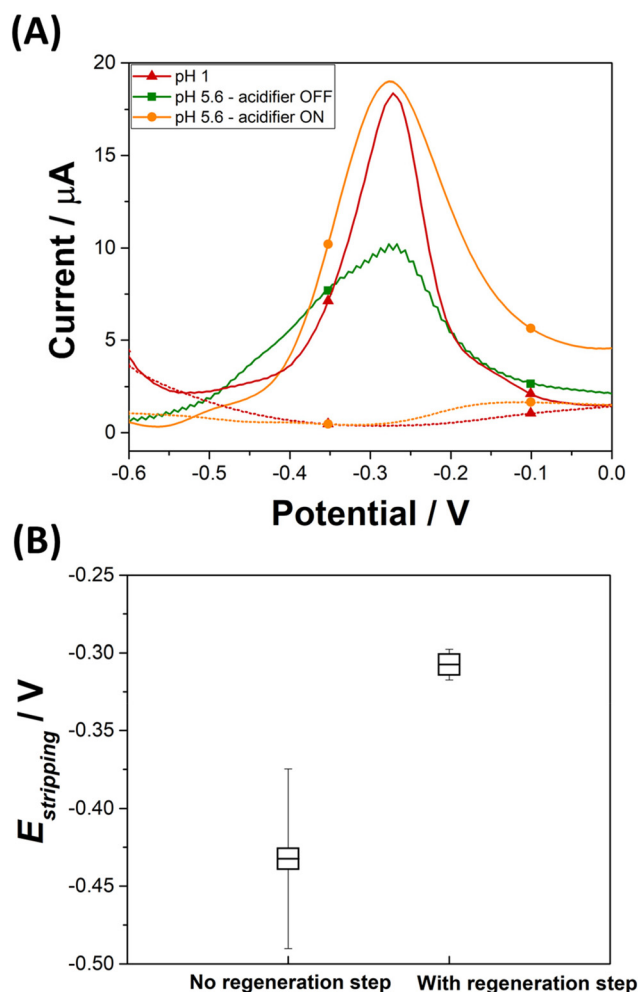 (A)
20
15
10
5
0
Current / μA
pH 1
pH 5.6 - acidifier OFF
pH 5.6 - acidifier ON
-0.6 -0.5 -0.4 -0.3 -0.2 -0.1 0.0
Potential / V
(B)
-0.25
-0.30
-0.35
-0.40
-0.45
-0.50
E stripping / V
No regeneration step With regeneration step